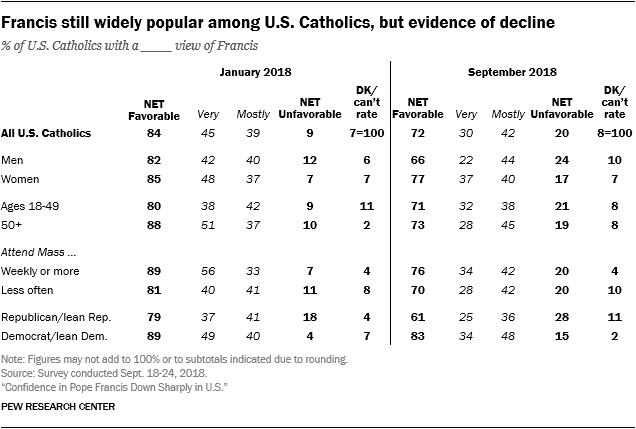 Francis still widely popular among U.S. Catholics, but evidence of decline
% of U.S. Catholics with a ____ view of Francis
January 2018 September 2018
NET Favorable Very Mostly NET Unfavorable DK/ can't rate NET Favorable Very Mostly NET Unfavorable DK/ can't rate
All U.S. Catholics 84 45 39 9 7=100 72 30 42 20 8=100
Men 82 42 40 12 6 66 22 44 24 10
Women 85 48 37 7 7 77 37 40 17 7
Ages 18-49 80 38 42 9 11 71 32 38 21 8
50+ 88 51 37 10 2 73 28 45 19 8
Attend Mass ...
Weekly or more 89 56 33 7 4 76 34 42 20 4
Less often 81 40 41 11 8 70 28 42 20 10
Republican/lean Rep. 79 37 41 18 4 61 25 36 28 11
Democrat/lean Dem. 89 49 40 4 7 83 34 48 15 2
Note: Figures may not add to 100% or to subtotals indicated due to rounding.
Source: Survey conducted Sept. 18-24, 2018.
“Confidence in Pope Francis Down Sharply in U.S.”
PEW RESEARCH CENTER